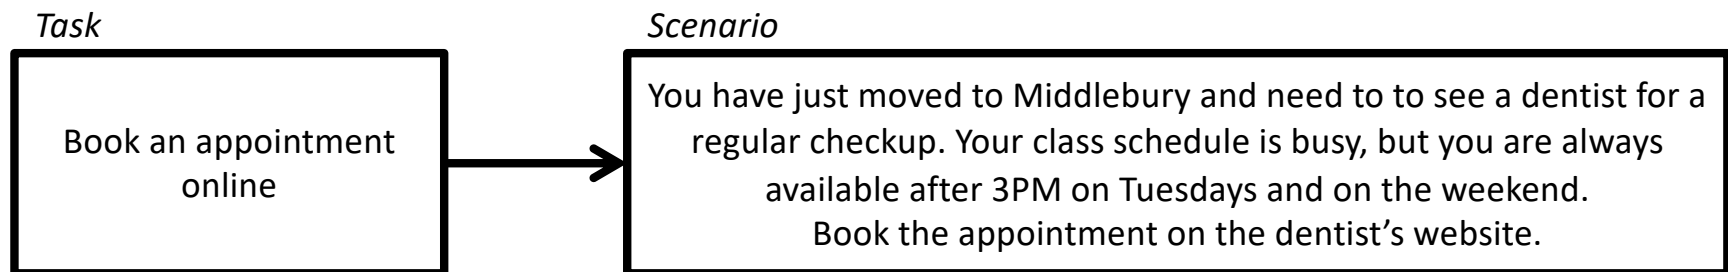 Task
Scenario
Book an appointment
online
You have just moved to Middlebury and need to to see a dentist for a
regular checkup. Your class schedule is busy, but you are always
available after 3PM on Tuesdays and on the weekend.
Book the appointment on the dentist’s website.